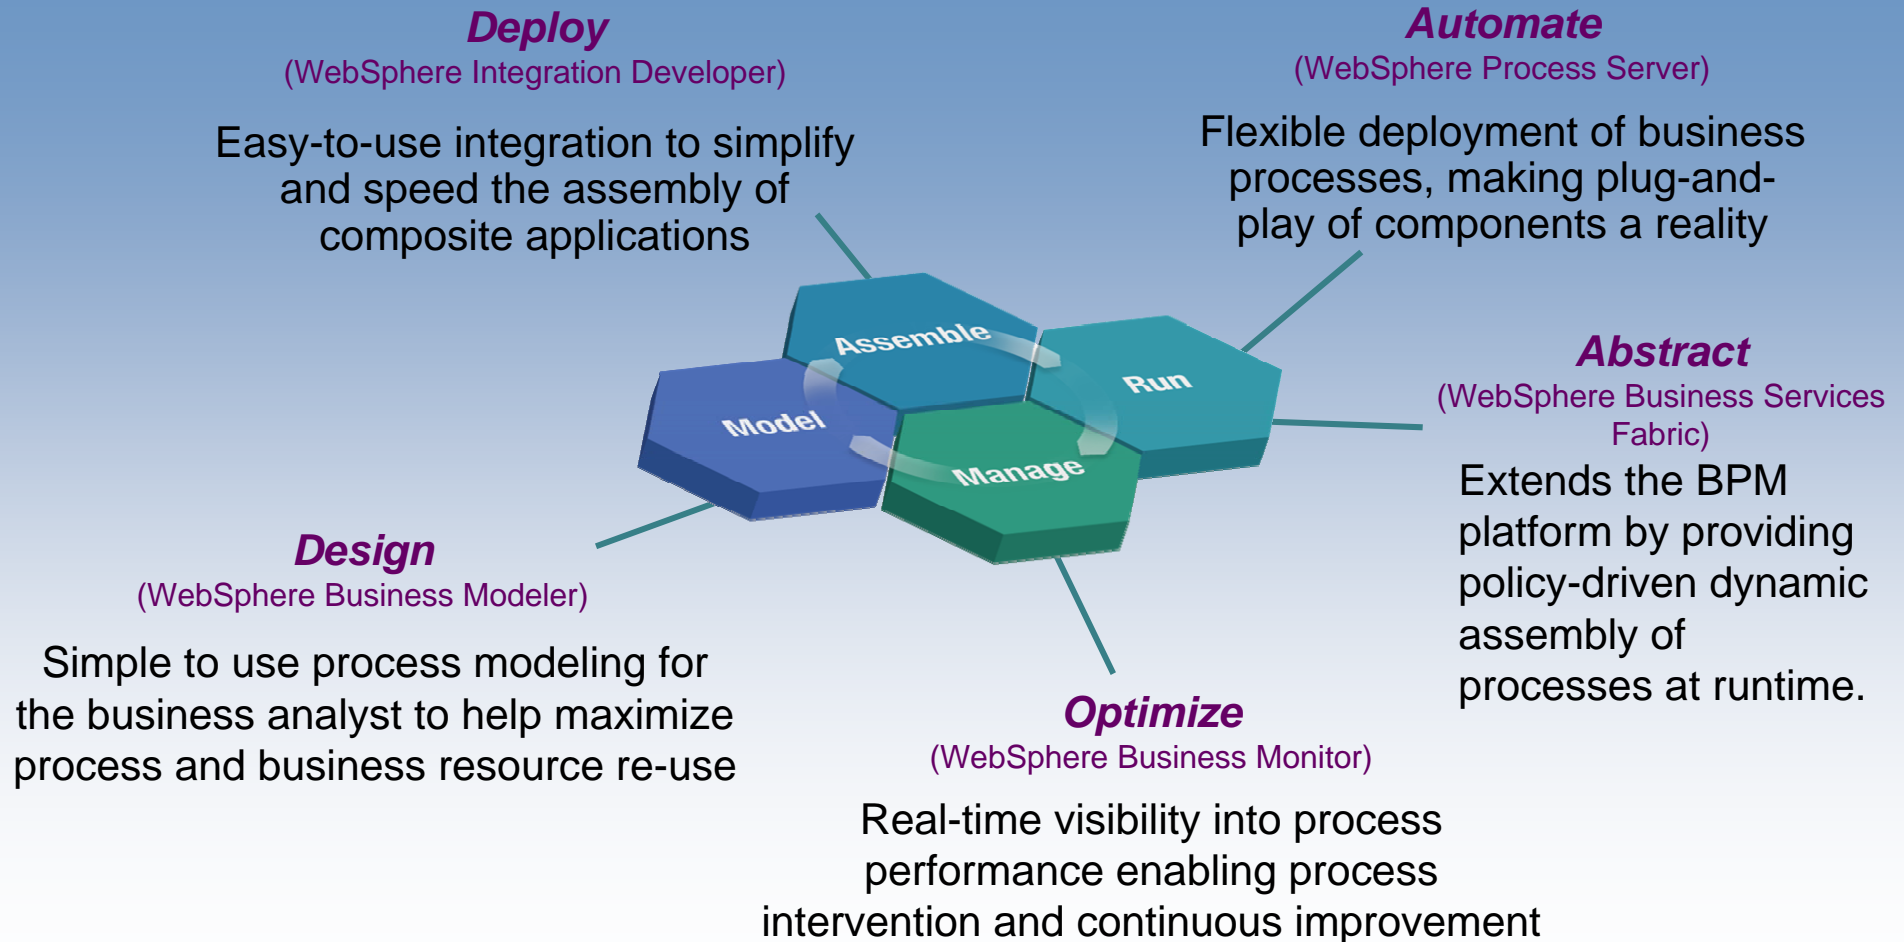 Deploy
(WebSphere Integration Developer)
Easy-to-use integration to simplify
and speed the assembly of
composite applications
Automate
(WebSphere Process Server)
Flexible deployment of business
processes, making plug-and-
play of components a reality
Assemble
Run
Model
Manage
Abstract
(WebSphere Business Services
Fabric)
Extends the BPM
platform by providing
policy-driven dynamic
assembly of
processes at runtime.
Design
(WebSphere Business Modeler)
Simple to use process modeling for
the business analyst to help maximize
process and business resource re-use
Optimize
(WebSphere Business Monitor)
Real-time visibility into process
performance enabling process
intervention and continuous improvement